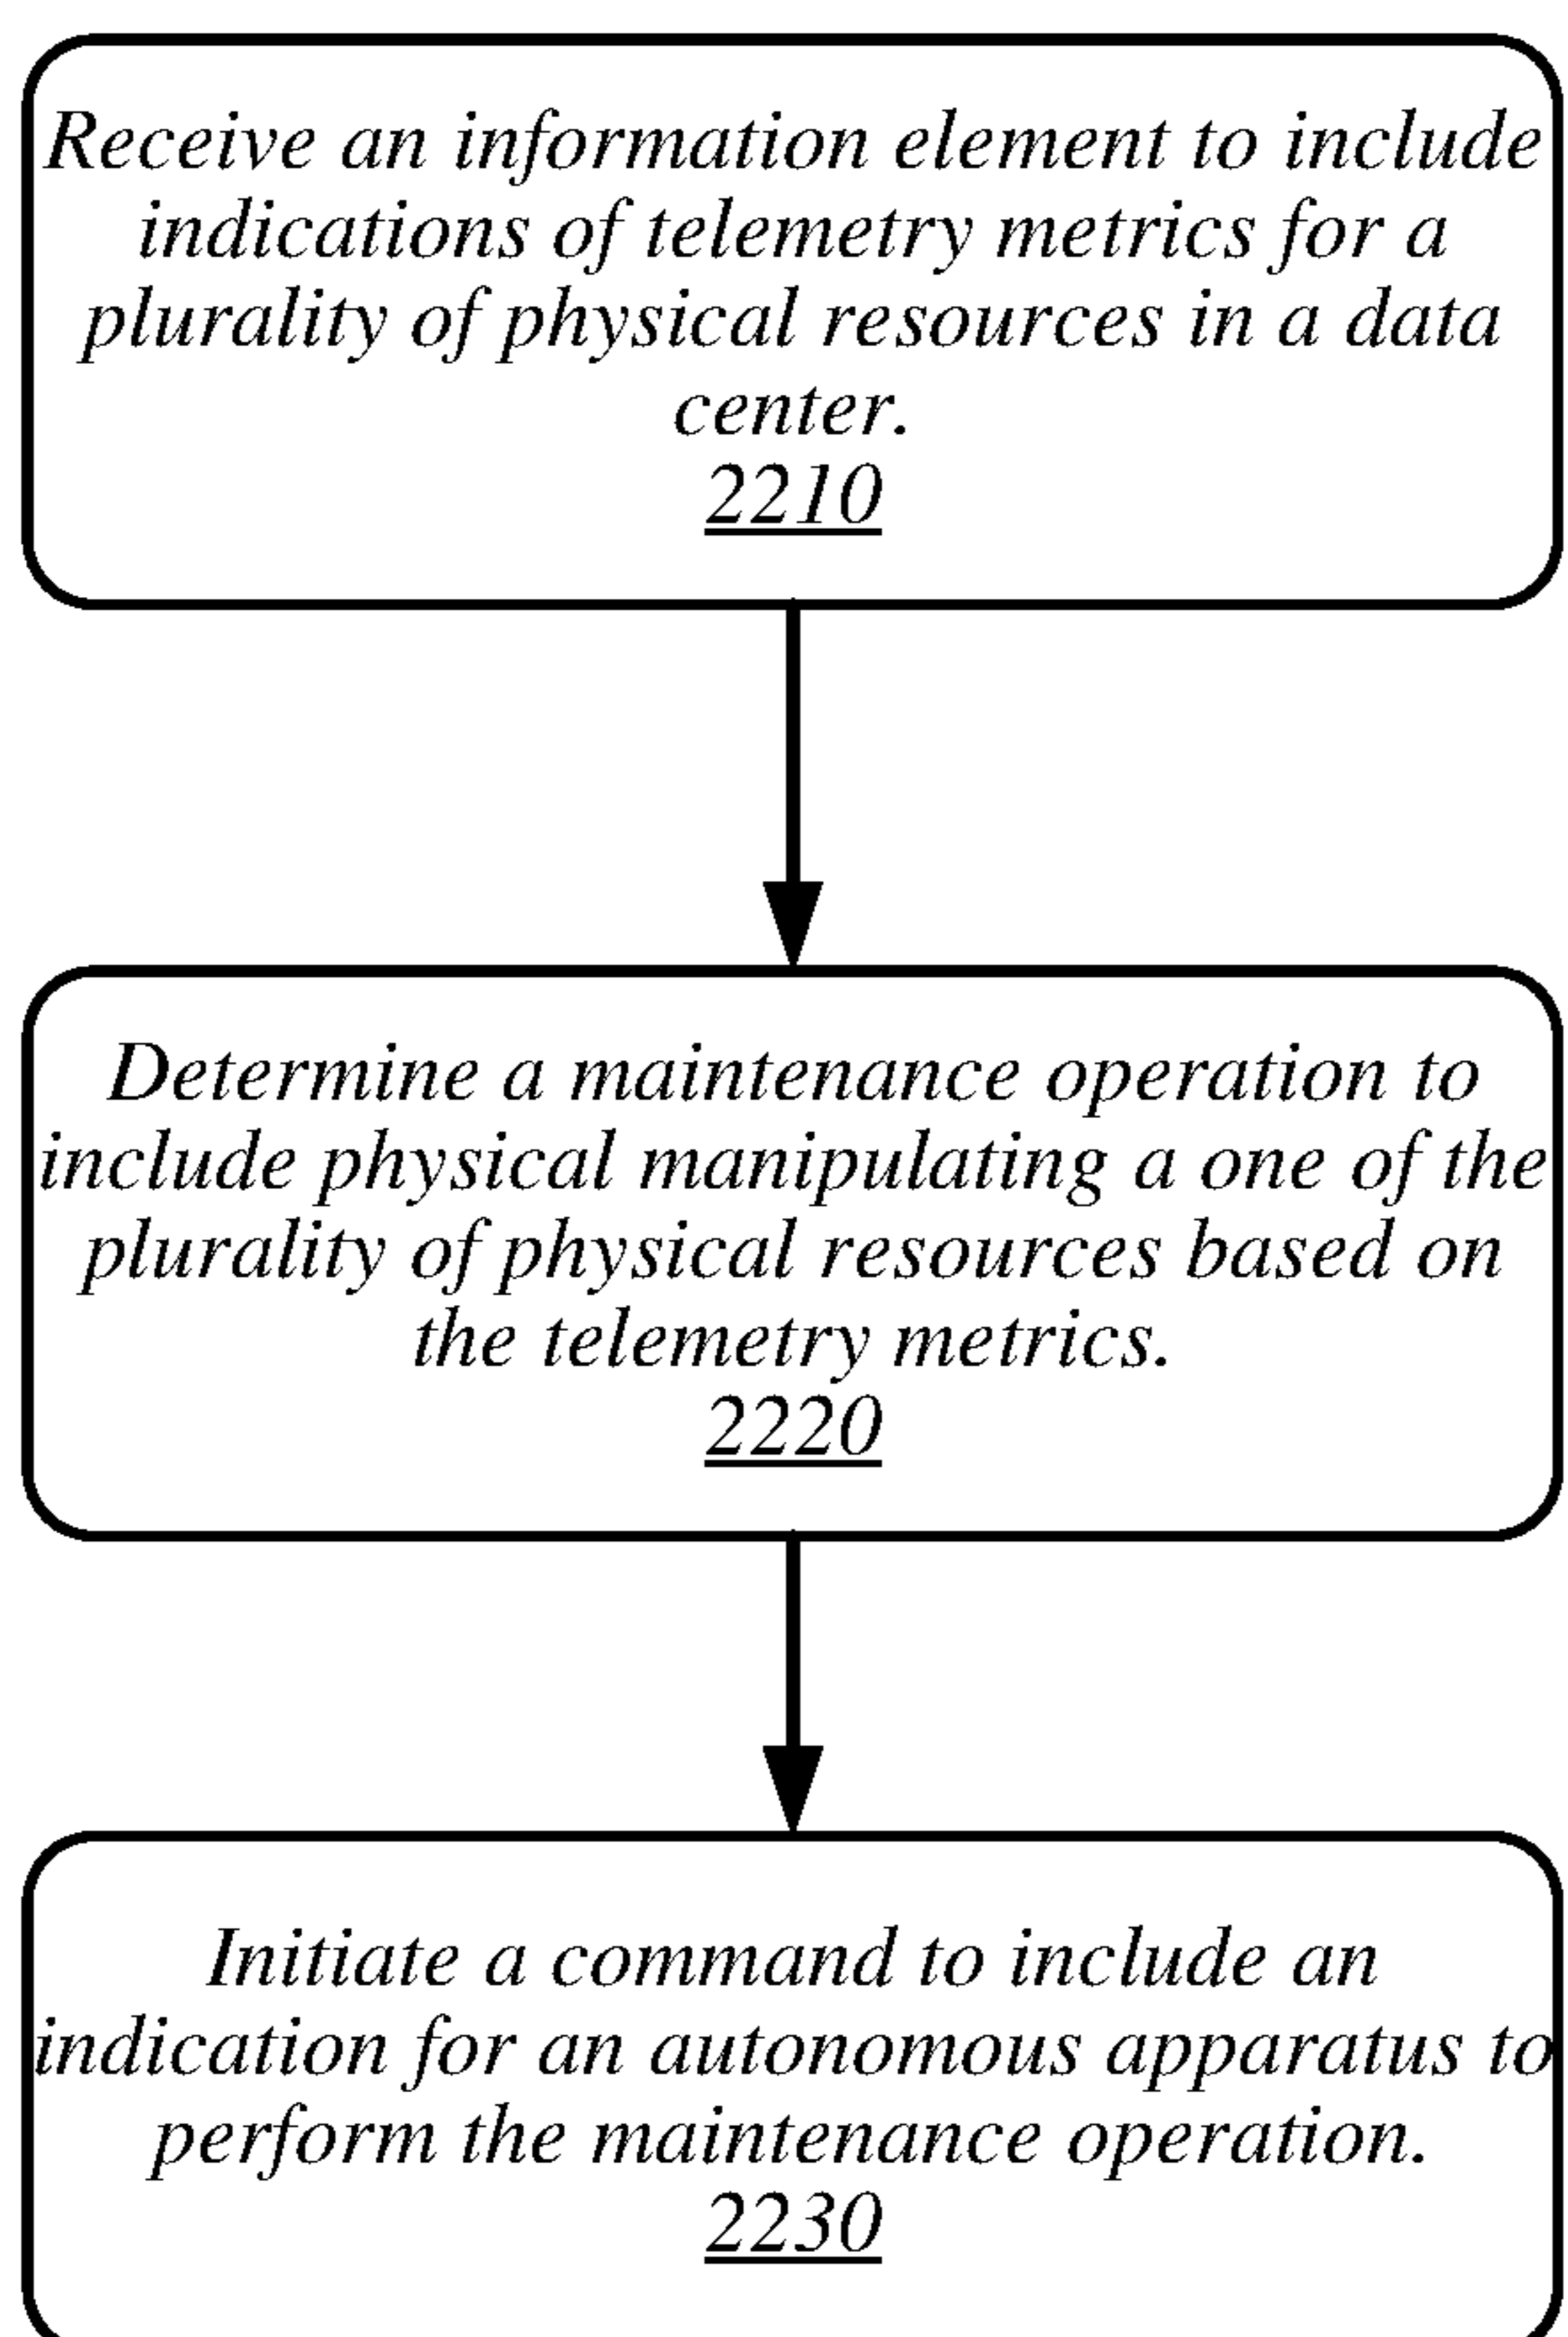 Receive an information element to include
indications of telemetry metrics for a
plurality of physical resources in a data
center.
2210
Determine a maintenance operation to
include physical manipulating a one of the
plurality of physical resources based on
the telemetry metrics.
2220
Initiate a command to include an
indication for an autonomous apparatus to
perform the maintenance operation.
2230